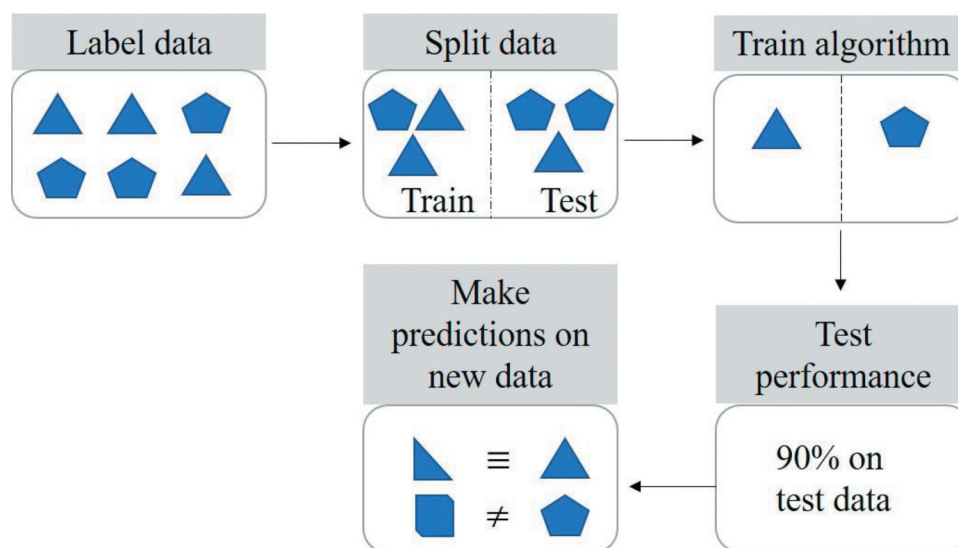 Label data
Split data
Train algorithm
Train
Test
Make
predictions on
new data
Test
performance
≡
≠
90% on
test data